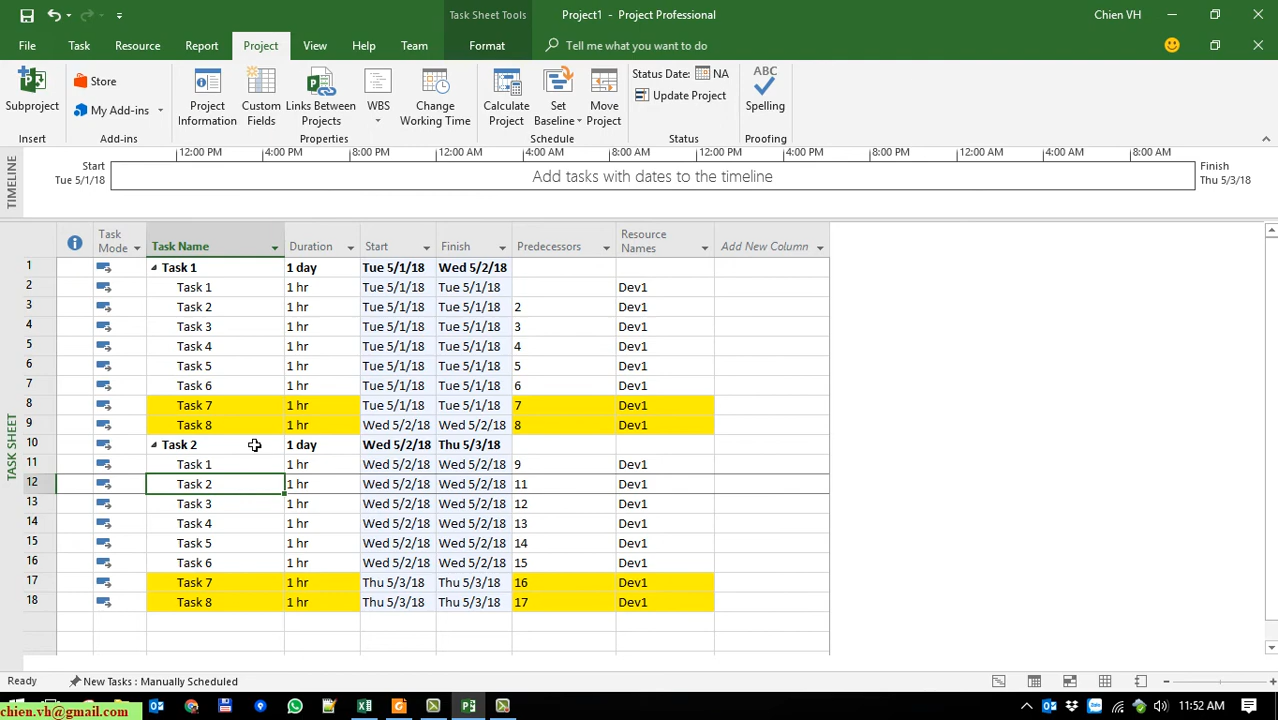 Task Sheet Tools
Project1 - Project Professional
Chien VH
File Task Resource Report Project View Help Team Format Tell me what you want to do
Subproject
Insert
Store
My Add-ins
Add-ins
Project Information
Custom Fields
Links Between Projects
WBS
Change Working Time
Properties
Calculate Project
Set Baseline
Move Project
Schedule
Status Date: NA
Update Project
Status
ABC
Spelling
Proofing
TIMELINE
Start
Tue 5/1/18
12:00 PM 4:00 PM 8:00 PM 12:00 AM 4:00 AM 8:00 AM 12:00 PM 4:00 PM 8:00 PM 12:00 AM 4:00 AM 8:00 AM
Add tasks with dates to the timeline
Finish
Thu 5/3/18
TASK SHEET
Task Mode Task Name Duration Start Finish Predecessors Resource Names Add New Column
1 Task 1 1 day Tue 5/1/18 Wed 5/2/18
2 Task 1 1 hr Tue 5/1/18 Tue 5/1/18 Dev1
3 Task 2 1 hr Tue 5/1/18 Tue 5/1/18 2 Dev1
4 Task 3 1 hr Tue 5/1/18 Tue 5/1/18 3 Dev1
5 Task 4 1 hr Tue 5/1/18 Tue 5/1/18 4 Dev1
6 Task 5 1 hr Tue 5/1/18 Tue 5/1/18 5 Dev1
7 Task 6 1 hr Tue 5/1/18 Tue 5/1/18 6 Dev1
8 Task 7 1 hr Tue 5/1/18 Tue 5/1/18 7 Dev1
9 Task 8 1 hr Wed 5/2/18 Wed 5/2/18 8 Dev1
10 Task 2 1 day Wed 5/2/18 Thu 5/3/18
11 Task 1 1 hr Wed 5/2/18 Wed 5/2/18 9 Dev1
12 Task 2 1 hr Wed 5/2/18 Wed 5/2/18 11 Dev1
13 Task 3 1 hr Wed 5/2/18 Wed 5/2/18 12 Dev1
14 Task 4 1 hr Wed 5/2/18 Wed 5/2/18 13 Dev1
15 Task 5 1 hr Wed 5/2/18 Wed 5/2/18 14 Dev1
16 Task 6 1 hr Wed 5/2/18 Wed 5/2/18 15 Dev1
17 Task 7 1 hr Thu 5/3/18 Thu 5/3/18 16 Dev1
18 Task 8 1 hr Thu 5/3/18 Thu 5/3/18 17 Dev1
Ready New Tasks : Manually Scheduled
chien.vh@gmail.com
11:52 AM